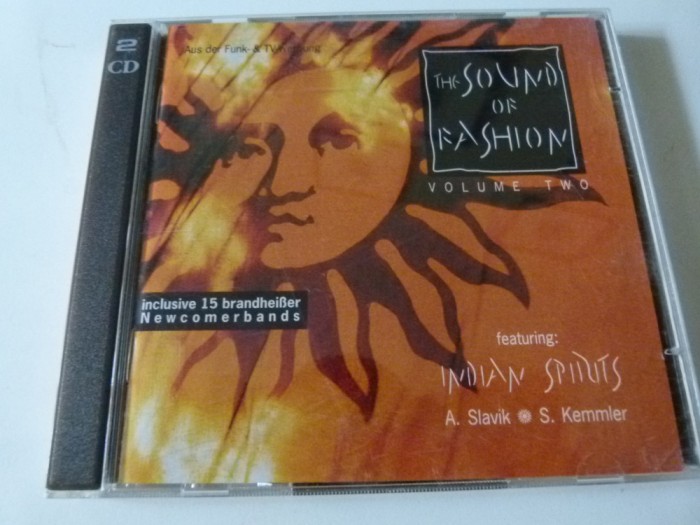 2
CD
Aus der Funk- & TV-Werbung
THE SOUND
OF
FASHION
VOLUME TWO
inclusive 15 brandheißer
Newcomerbands
featuring:
INDIAN SPIRITS
A. Slavik S. Kemmler